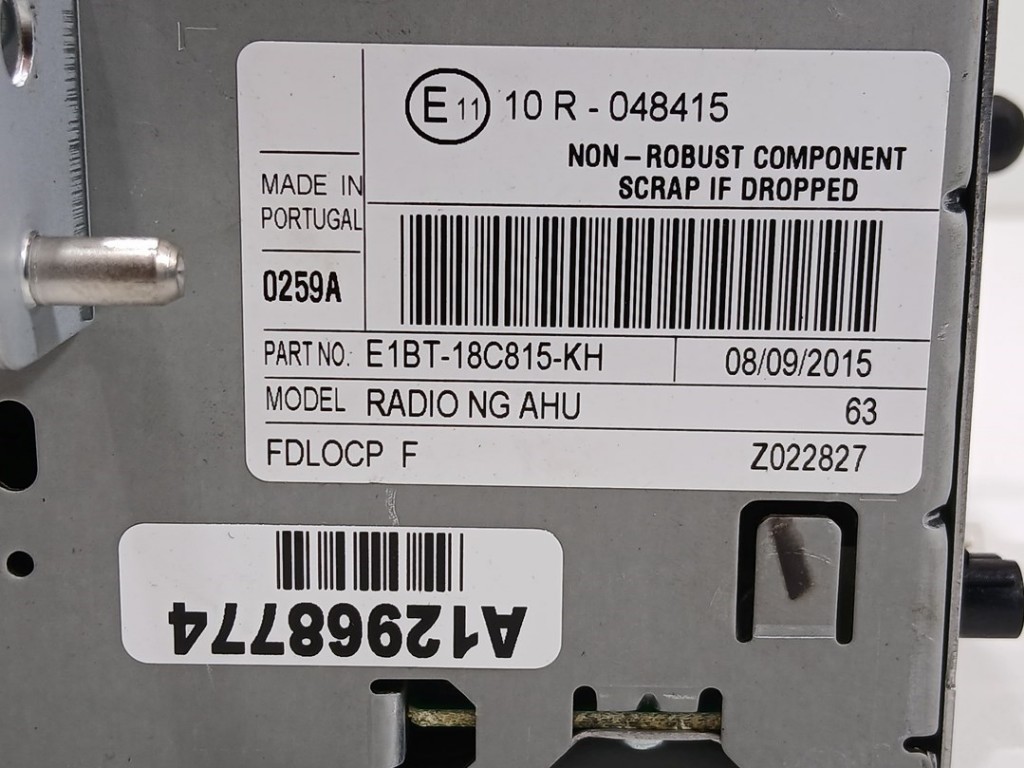 E 11 10 R - 048415
NON-ROBUST COMPONENT
SCRAP IF DROPPED
MADE IN
PORTUGAL
0259A
PART NO: E1BT-18C815-KH 08/09/2015
MODEL RADIO NG AHU 63
FDLOCP F Z022827
A12968774